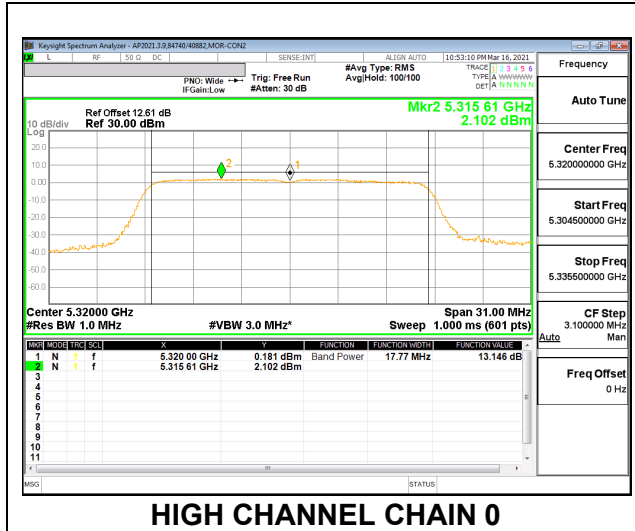 Keysight Spectrum Analyzer - AP2021.3.9,84740/40882,MOR-CON2
L RF 50 Ω DC SENSE:INT ALIGN AUTO 10:53:10 PM Mar 16, 2021
PNO: Wide Trig: Free Run #Avg Type: RMS TRACE 1 2 3 4 5 6
IFGain:Low #Atten: 30 dB Avg|Hold: 100/100 TYPE A WWWWW
DET A N N N N N
Frequency
Mkr2 5.315 61 GHz
2.102 dBm
Ref Offset 12.61 dB
10 dB/div Ref 30.00 dBm
Log
20.0
10.0
0.00
-10.0
-20.0
-30.0
-40.0
-50.0
-60.0
2
1
Center 5.32000 GHz Span 31.00 MHz
#Res BW 1.0 MHz #VBW 3.0 MHz* Sweep 1.000 ms (601 pts)
MKR MODE TRC SCL X Y FUNCTION FUNCTION WIDTH FUNCTION VALUE
1 N 1 f 5.320 00 GHz 0.181 dBm Band Power 17.77 MHz 13.146 dB
2 N 1 f 5.315 61 GHz 2.102 dBm
3
4
5
6
7
8
9
10
11
MSG STATUS
Auto Tune
Center Freq
5.320000000 GHz
Start Freq
5.304500000 GHz
Stop Freq
5.335500000 GHz
CF Step
3.100000 MHz
Auto Man
Freq Offset
0 Hz
HIGH CHANNEL CHAIN 0